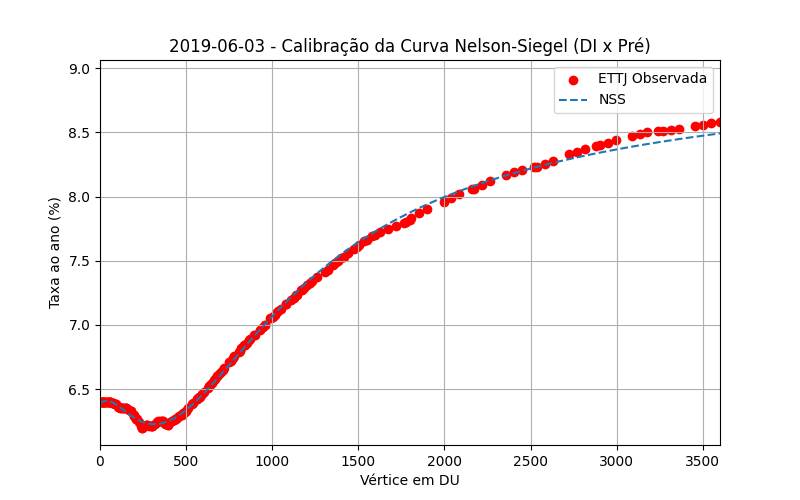 2019-06-03 - Calibração da Curva Nelson-Siegel (DI x Pré)
ETTJ Observada
NSS
Taxa ao ano (%)
9.0
8.5
8.0
7.5
7.0
6.5
0 500 1000 1500 2000 2500 3000 3500
Vértice em DU